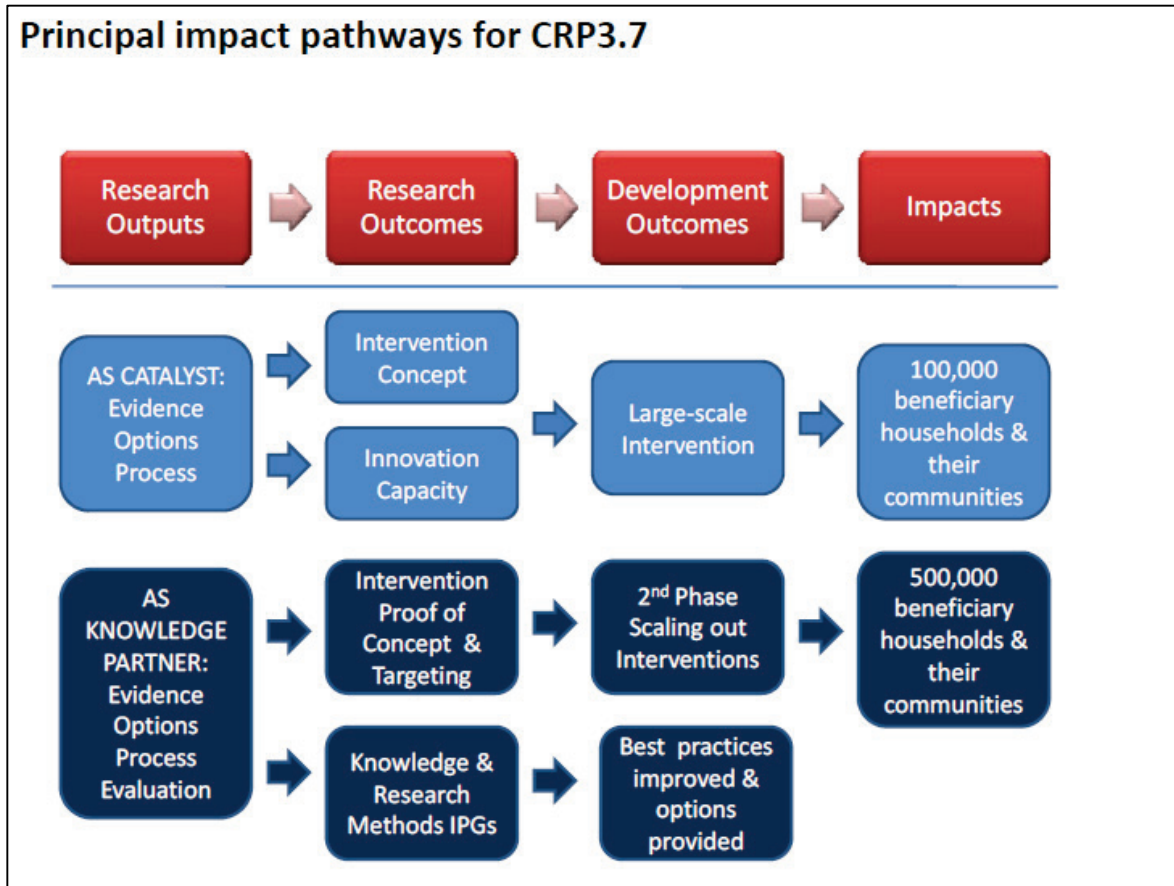 Principal impact pathways for CRP3.7
Research
Outputs
Research
Outcomes
Development
Outcomes
Impacts
AS CATALYST:
Evidence
Options
Process
Intervention
Concept
Innovation
Capacity
Large-scale
Intervention
100,000
beneficiary
households &
their
communities
AS
KNOWLEDGE
PARTNER:
Evidence
Options
Process
Evaluation
Intervention
Proof of
Concept &
Targeting
2nd Phase
Scaling out
Interventions
500,000
beneficiary
households &
their
communities
Knowledge &
Research
Methods IPGs
Best practices
improved &
options
provided